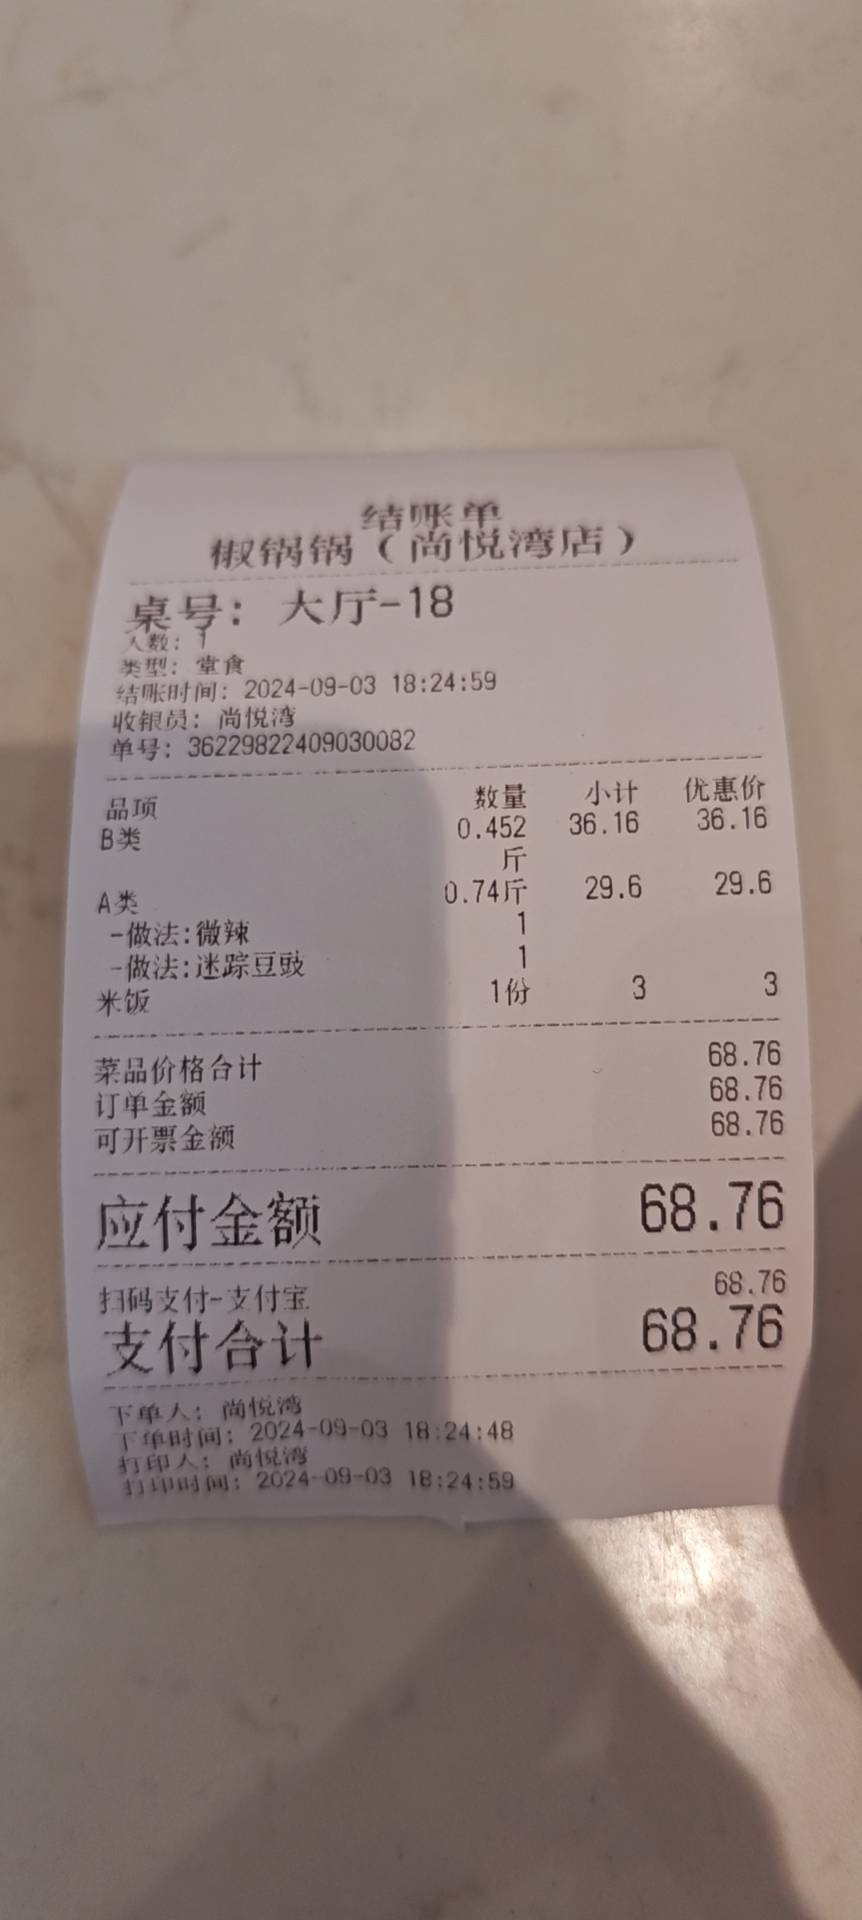 结账单
椒锅锅（尚悦湾店）
桌号: 大厅-18
人数: 1
类型: 堂食
结账时间: 2024-09-03 18:24:59
收银员: 尚悦湾
单号: 36229822409030082
品项 数量 小计 优惠价
B类 0.452 36.16 36.16
斤
A类 0.74斤 29.6 29.6
-做法:微辣 1
-做法:迷踪豆豉 1
米饭 1份 3 3
菜品价格合计 68.76
订单金额 68.76
可开票金额 68.76
应付金额 68.76
扫码支付-支付宝 68.76
支付合计 68.76
下单人: 尚悦湾
下单时间: 2024-09-03 18:24:48
打印人: 尚悦湾
打印时间: 2024-09-03 18:24:59